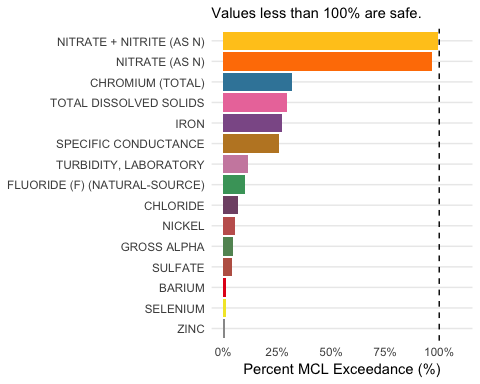 Values less than 100% are safe.
NITRATE + NITRITE (AS N)
NITRATE (AS N)
CHROMIUM (TOTAL)
TOTAL DISSOLVED SOLIDS
IRON
SPECIFIC CONDUCTANCE
TURBIDITY, LABORATORY
FLUORIDE (F) (NATURAL-SOURCE)
CHLORIDE
NICKEL
GROSS ALPHA
SULFATE
BARIUM
SELENIUM
ZINC
0% 25% 50% 75% 100%
Percent MCL Exceedance (%)